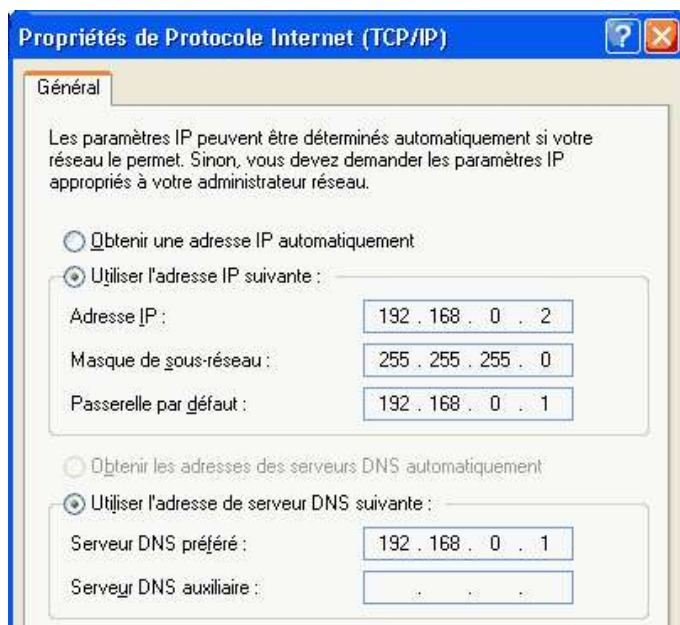 Propriétés de Protocole Internet (TCP/IP)
Général
Les paramètres IP peuvent être déterminés automatiquement si votre
réseau le permet. Sinon, vous devez demander les paramètres IP
appropriés à votre administrateur réseau.
Obtenir une adresse IP automatiquement
Utiliser l'adresse IP suivante :
Adresse IP : 192 . 168 . 0 . 2
Masque de sous-réseau : 255 . 255 . 255 . 0
Passerelle par défaut : 192 . 168 . 0 . 1
Obtenir les adresses des serveurs DNS automatiquement
Utiliser l'adresse de serveur DNS suivante :
Serveur DNS préféré : 192 . 168 . 0 . 1
Serveur DNS auxiliaire : . . .